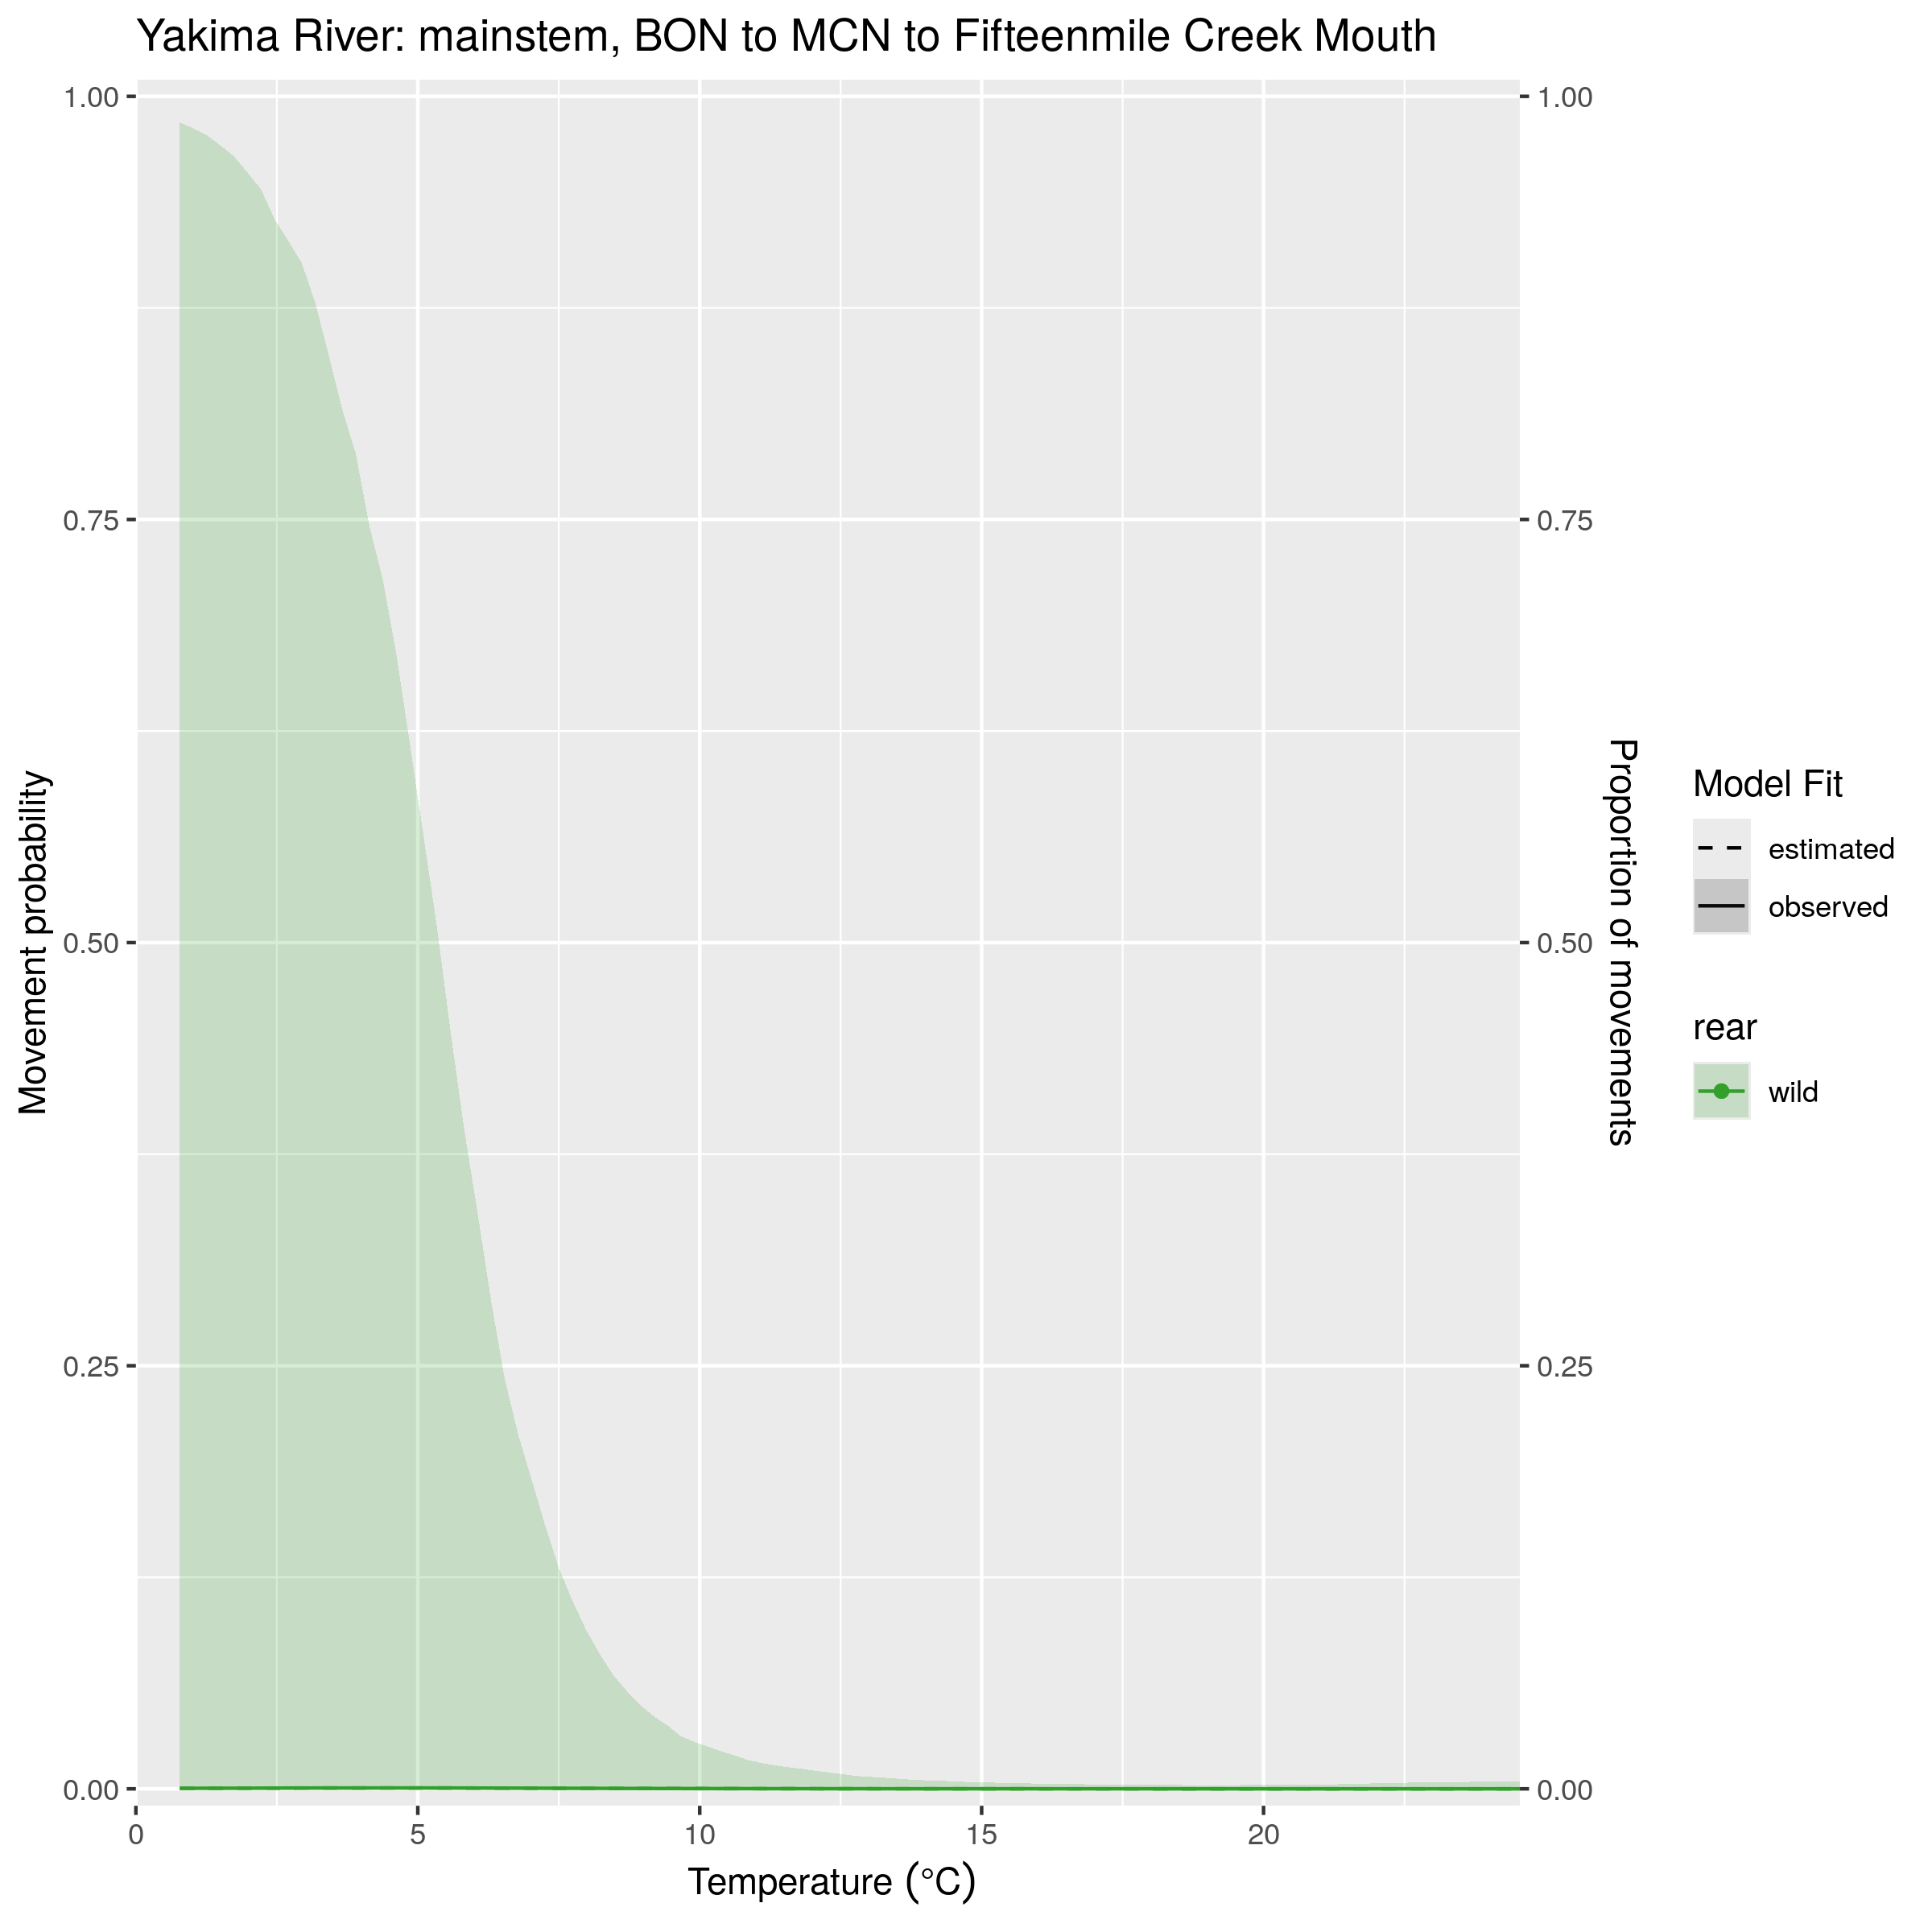 Yakima River: mainstem, BON to MCN to Fifteenmile Creek Mouth
Movement probability
1.00
0.75
0.50
0.25
0.00
0
5
10
15
20
Temperature (°C)
1.00
0.75
0.50
0.25
0.00
Proportion of movements
Model Fit
estimated
observed
rear
wild